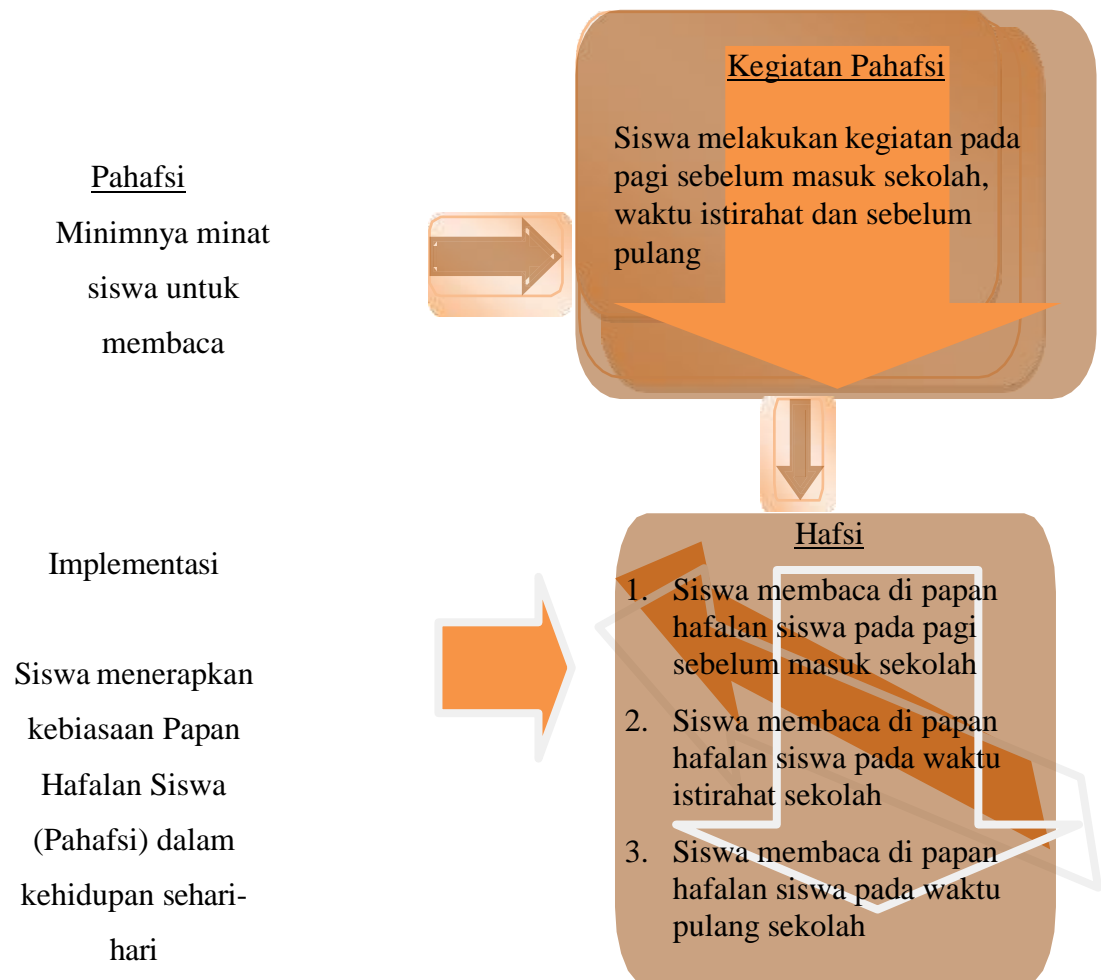 Pahafsi
Minimnya minat
siswa untuk
membaca
Kegiatan Pahafsi
Siswa melakukan kegiatan pada
pagi sebelum masuk sekolah,
waktu istirahat dan sebelum
pulang
Implementasi
Siswa menerapkan
kebiasaan Papan
Hafalan Siswa
(Pahafsi) dalam
kehidupan sehari-
hari
Hafsi
1. Siswa membaca di papan
hafalan siswa pada pagi
sebelum masuk sekolah
2. Siswa membaca di papan
hafalan siswa pada waktu
istirahat sekolah
3. Siswa membaca di papan
hafalan siswa pada waktu
pulang sekolah